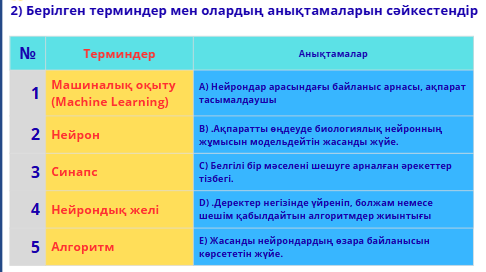 2) Берілген терминдер мен олардың анықтамаларын сәйкестендір
№ Терминдер Анықтамалар
1 Машиналық оқыту
(Machine Learning)
A) Нейрондар арасындағы байланыс арнасы, ақпарат
тасымалдаушы
2 Нейрон
B) .Ақпаратты өңдеуде биологиялық нейронның
жұмысын модельдейтін жасанды жүйе.
3 Синапс
C) Белгілі бір мәселені шешуге арналған әрекеттер
тізбегі.
4 Нейрондық желі
D) .Деректер негізінде үйреніп, болжам немесе
шешім қабылдайтын алгоритмдер жиынтығы
5 Алгоритм
E) Жасанды нейрондардың өзара байланысын
көрсететін жүйе.